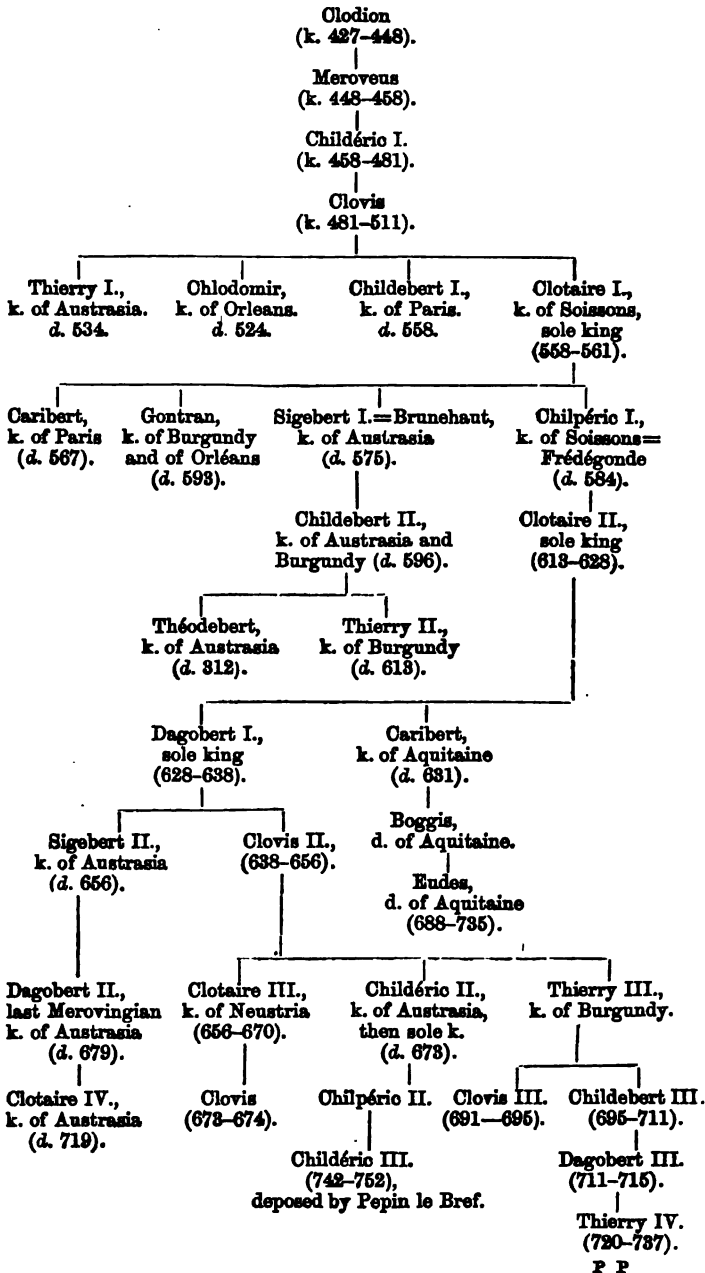 Clodion
(k. 427–448).
Meroveus
(k. 448–458).
Childéric I.
(k. 458–481).
Clovis
(k. 481–511).
Thierry I.,
k. of Austrasia.
d. 534.
Chlodomir,
k. of Orleans.
d. 524.
Childebert I.,
k. of Paris.
d. 558.
Clotaire I.,
k. of Soissons,
sole king
(558–561).
Caribert,
k. of Paris
(d. 567).
Gontran,
k. of Burgundy
and of Orléans
(d. 593).
Sigebert I.=Brunehaut,
k. of Austrasia
(d. 575).
Chilpéric I.,
k. of Soissons=
Frédégonde
(d. 584).
Childebert II.,
k. of Austrasia and
Burgundy (d. 596).
Clotaire II.,
sole king
(613–628).
Théodebert,
k. of Austrasia
(d. 312).
Thierry II.,
k. of Burgundy
(d. 613).
Dagobert I.,
sole king
(628–638).
Caribert,
k. of Aquitaine
(d. 631).
Boggis,
d. of Aquitaine.
Eudes,
d. of Aquitaine
(688–735).
Sigebert II.,
k. of Austrasia
(d. 656).
Clovis II.,
(638–656).
Dagobert II.,
last Merovingian
k. of Austrasia
(d. 679).
Clotaire III.,
k. of Neustria
(656–670).
Childéric II.,
k. of Austrasia,
then sole k.
(d. 673).
Thierry III.,
k. of Burgundy.
Clotaire IV.,
k. of Austrasia
(d. 719).
Clovis
(673–674).
Chilpéric II.
Clovis III.
(691—695).
Childebert III.
(695–711).
Childéric III.
(742–752),
deposed by Pepin le Bref.
Dagobert III.
(711–715).
Thierry IV.
(720–737).
P P